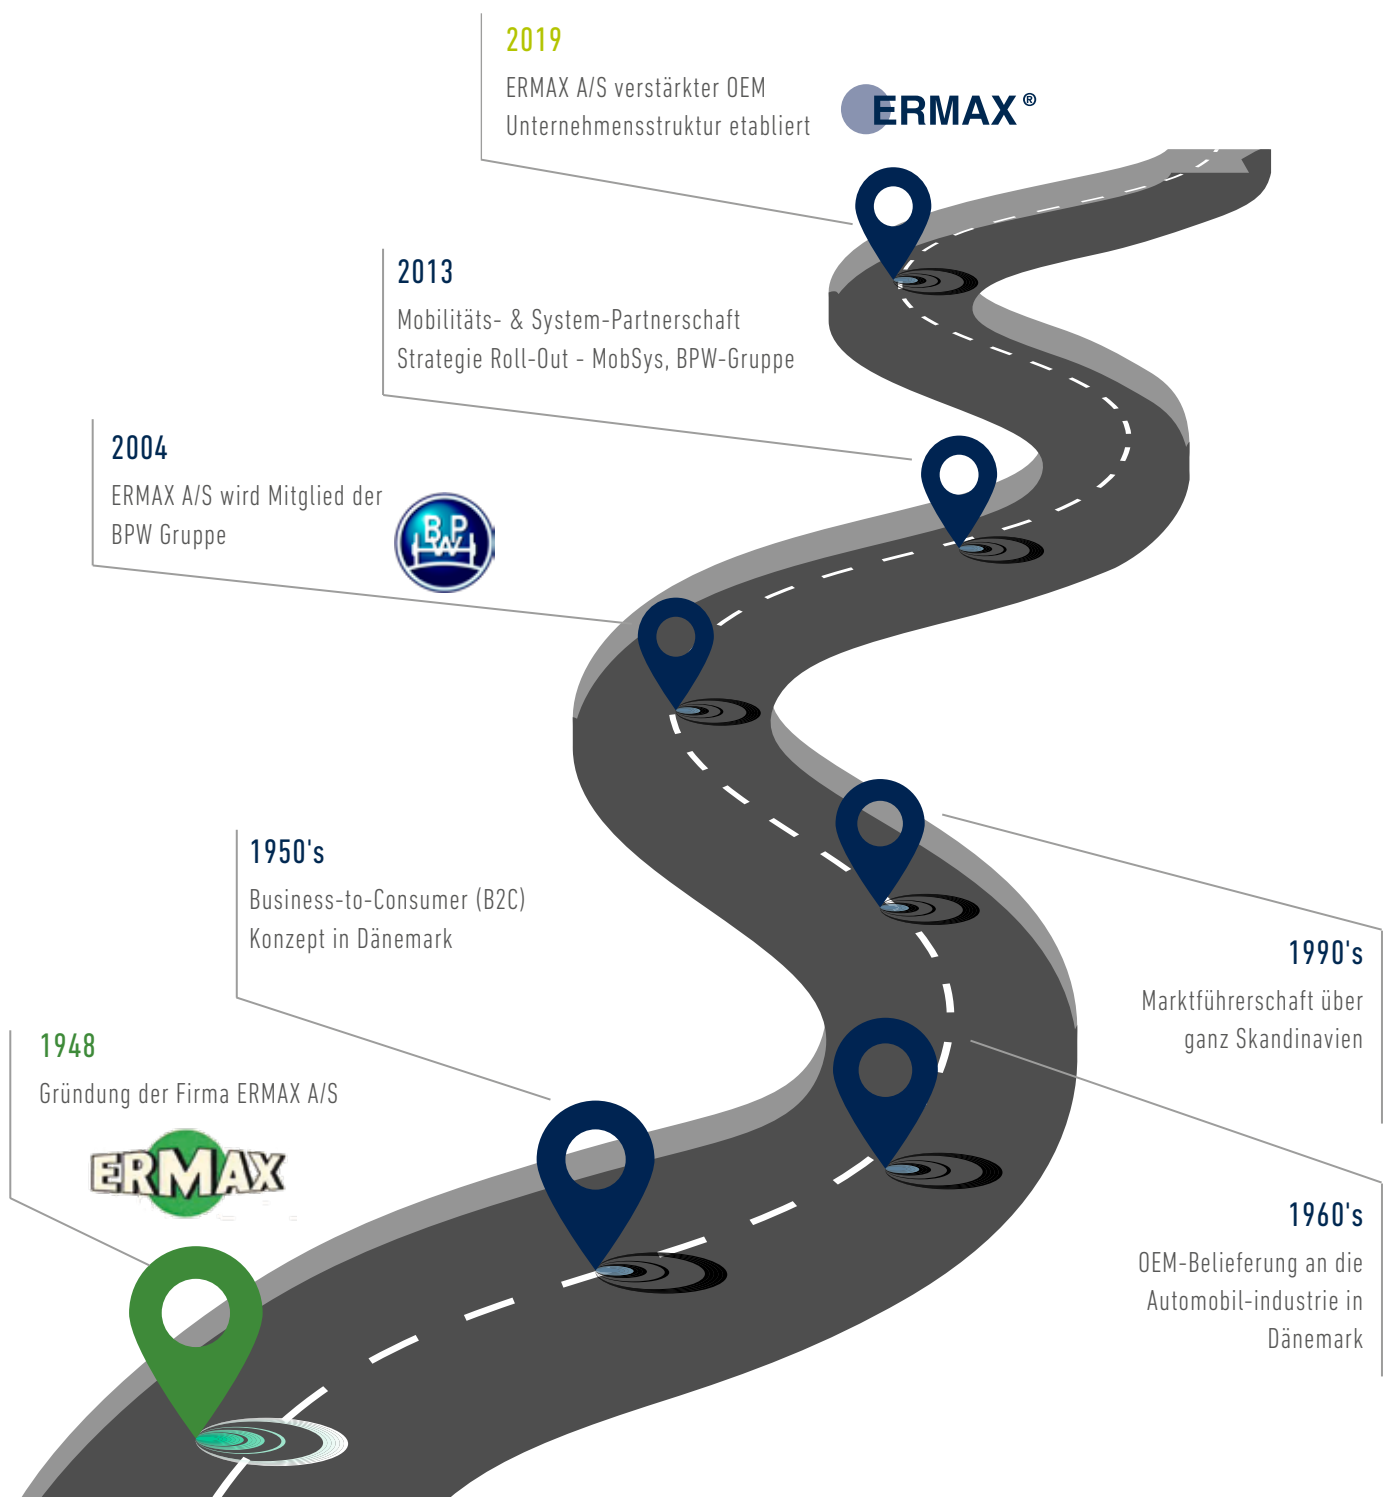 2019
ERMAX A/S verstärkter OEM
Unternehmensstruktur etabliert
ERMAX®
2013
Mobilitäts- & System-Partnerschaft
Strategie Roll-Out - MobSys, BPW-Gruppe
2004
ERMAX A/S wird Mitglied der
BPW Gruppe
BPW
1950's
Business-to-Consumer (B2C)
Konzept in Dänemark
1990's
Marktführerschaft über
ganz Skandinavien
1948
Gründung der Firma ERMAX A/S
ERMAX
1960's
OEM-Belieferung an die
Automobil-industrie in
Dänemark